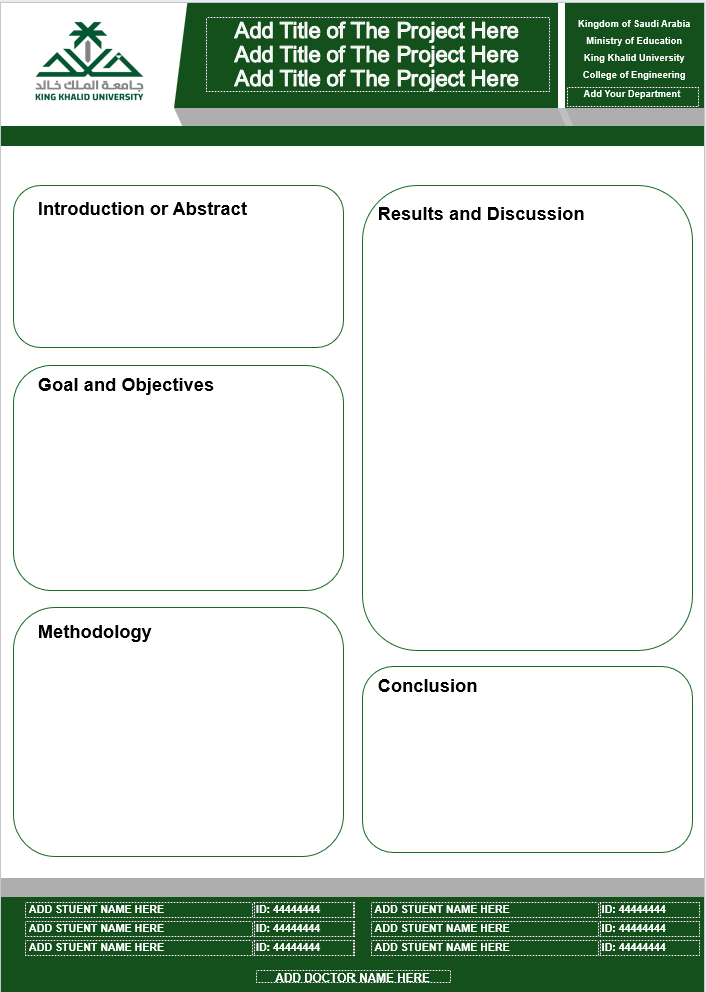 جامعة الملك خالد
KING KHALID UNIVERSITY
Add Title of The Project Here
Add Title of The Project Here
Add Title of The Project Here
Kingdom of Saudi Arabia
Ministry of Education
King Khalid University
College of Engineering
Add Your Department
Introduction or Abstract
Goal and Objectives
Methodology
Results and Discussion
Conclusion
ADD STUENT NAME HERE ID: 44444444 ADD STUENT NAME HERE ID: 44444444
ADD STUENT NAME HERE ID: 44444444 ADD STUENT NAME HERE ID: 44444444
ADD STUENT NAME HERE ID: 44444444 ADD STUENT NAME HERE ID: 44444444
ADD DOCTOR NAME HERE